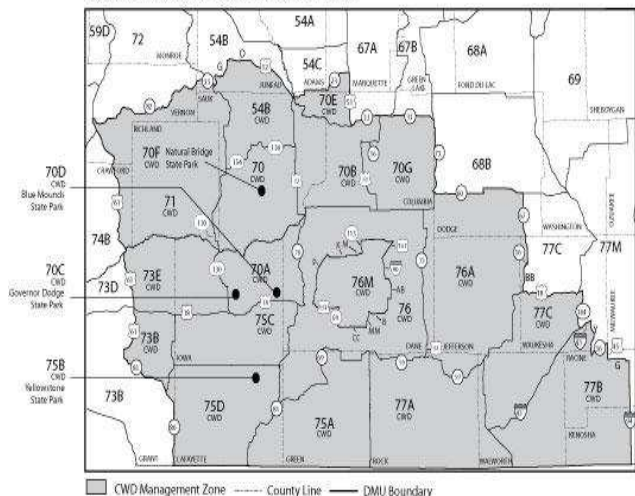 59D
72
54B
54A
67A
67B
68A
69
MONROE
54C
ADAMS
MARQUETTE
GREEN LAKE
FOND DU LAC
SHEBOYGAN
JUNEAU
SAUK
VERNON
RICHLAND
54B
CWD
70E
CWD
70F
CWD
Natural Bridge
State Park
70
CWD
70B
CWD
70G
CWD
68B
COLUMBIA
CRAWFORD
71
CWD
DODGE
WASHINGTON
OZAUKEE
70D
CWD
Blue Mounds
State Park
74B
73D
73E
CWD
70A
CWD
76M
CWD
76
CWD
76A
CWD
77C
77M
BB
70C
CWD
Governor Dodge
State Park
75C
CWD
AB
MM
CC
77C
CWD
MILWAUKEE
73B
CWD
IOWA
DANE
JEFFERSON
WAUKESHA
RACINE
G
75B
CWD
Yellowstone
State Park
73B
75D
CWD
75A
CWD
77A
CWD
77B
CWD
KENOSHA
GRANT
LAFAYETTE
GREEN
ROCK
WALWORTH
CWD Management Zone
County Line
DMU Boundary